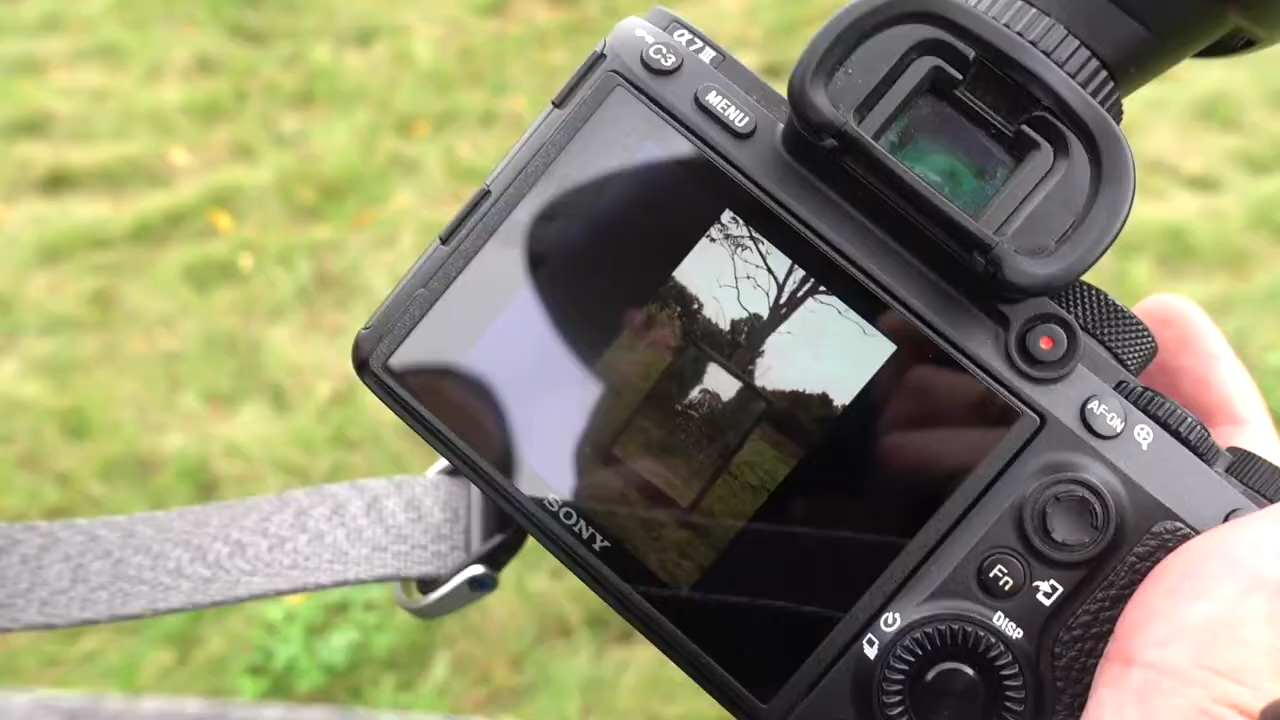 α7III
C3
MENU
AF-ON
SONY
Fn
DISP